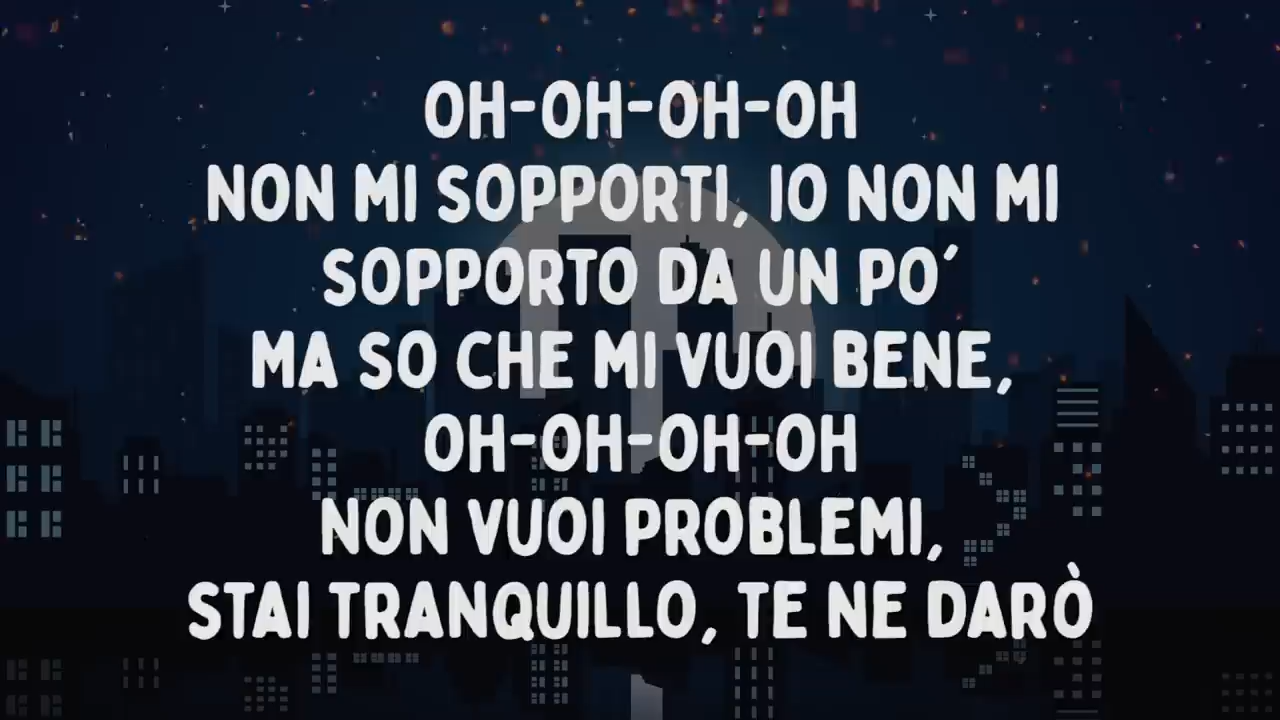 OH-OH-OH-OH
NON MI SOPPORTI, IO NON MI
SOPPORTO DA UN PO'
MA SO CHE MI VUOI BENE,
OH-OH-OH-OH
NON VUOI PROBLEMI,
STAI TRANQUILLO, TE NE DARÒ